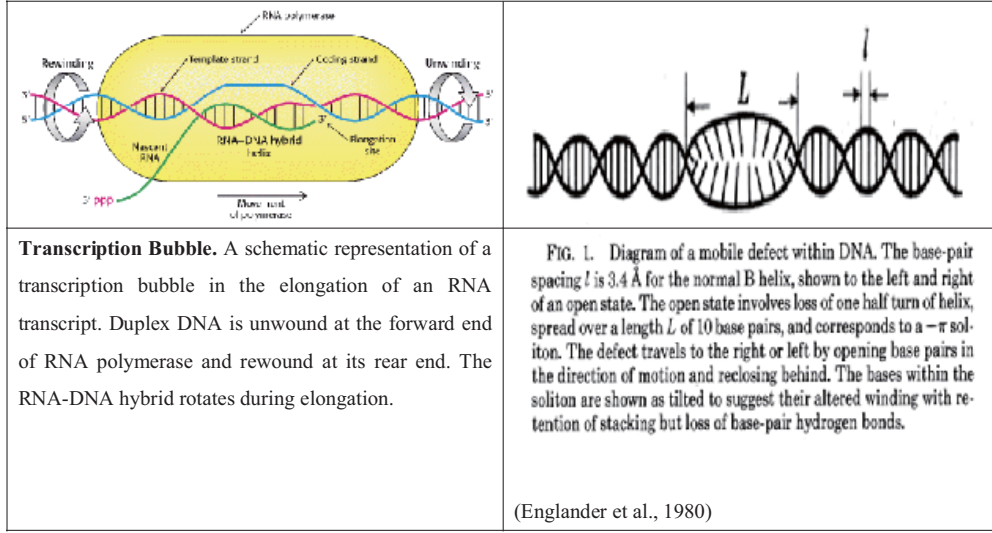 RNA polymerase
Rewinding
Template strand
Coding strand
Unwinding
3'
5'
3'
5'
3'
Nascent
RNA
RNA–DNA hybrid
helix
Elongation
site
5' ppp
Movement
of polymerase
L
l
Transcription Bubble. A schematic representation of a
transcription bubble in the elongation of an RNA
transcript. Duplex DNA is unwound at the forward end
of RNA polymerase and rewound at its rear end. The
RNA-DNA hybrid rotates during elongation.
FIG. 1. Diagram of a mobile defect within DNA. The base-pair
spacing l is 3.4 Å for the normal B helix, shown to the left and right
of an open state. The open state involves loss of one half turn of helix,
spread over a length L of 10 base pairs, and corresponds to a −π sol-
iton. The defect travels to the right or left by opening base pairs in
the direction of motion and reclosing behind. The bases within the
soliton are shown as tilted to suggest their altered winding with re-
tention of stacking but loss of base-pair hydrogen bonds.
(Englander et al., 1980)